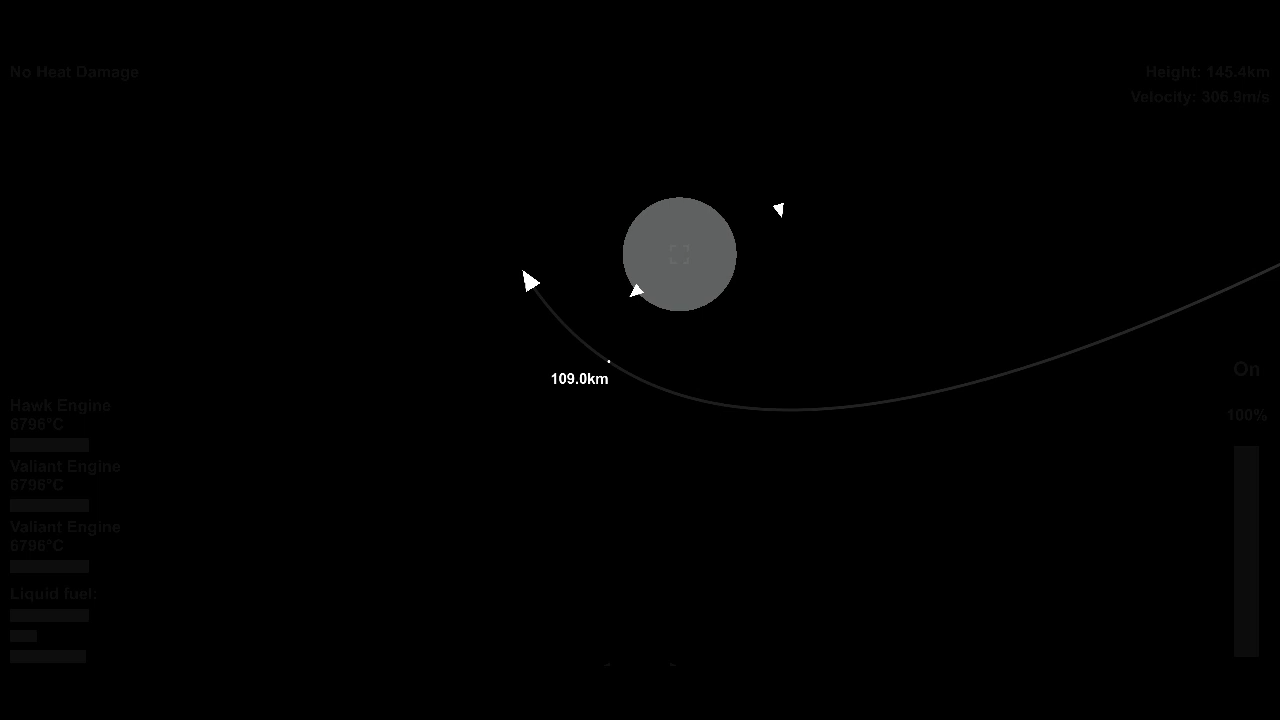 No Heat Damage
Height: 145.4km
Velocity: 306.9m/s
109.0km
On
100%
Hawk Engine
6796°C
Valiant Engine
6796°C
Valiant Engine
6796°C
Liquid fuel: